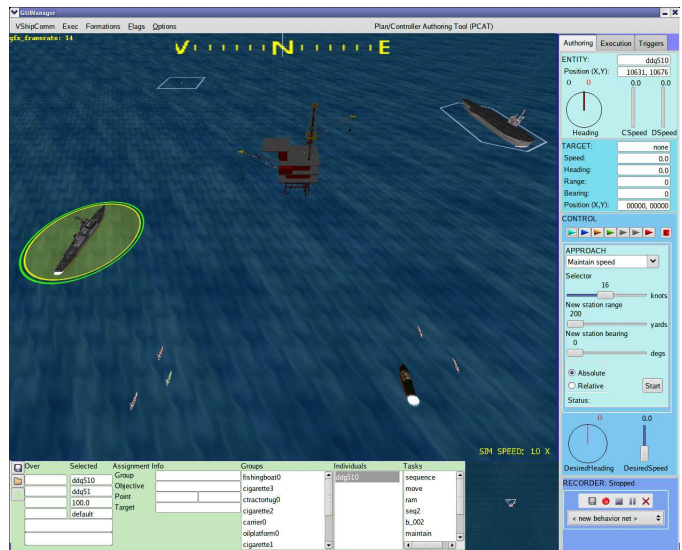 GUIManager
VShipComm Exec Formations Flags Options Plan/Controller Authoring Tool (PCAT)
gfx_framerate: 14
N E
Authoring Execution Triggers
ENTITY: ddg510
Position (X,Y): 10631, 10676
0 0 0.0 0.0
Heading CSpeed DSpeed
TARGET: none
Speed: 0.0
Heading: 0.0
Range: 0
Bearing: 0
Position (X,Y): 00000, 00000
CONTROL
APPROACH
Maintain speed
Selector
16
knots
New station range
200
yards
New station bearing
0
degs
Absolute
Relative Start
Status:
0 0.0
DesiredHeading DesiredSpeed
SIM SPEED: 1.0 X
RECORDER: Stopped
< new behavior net >
Over Selected Assignment Info Groups Individuals Tasks
ddg510 Group fishingboat0 ddg510 sequence
ddg51 Objective cigarette3 move
100.0 Point ctractortug0 ram
default Target cigarette2 seq2
carrier0 b_002
oilplatform0 maintain
cigarette1